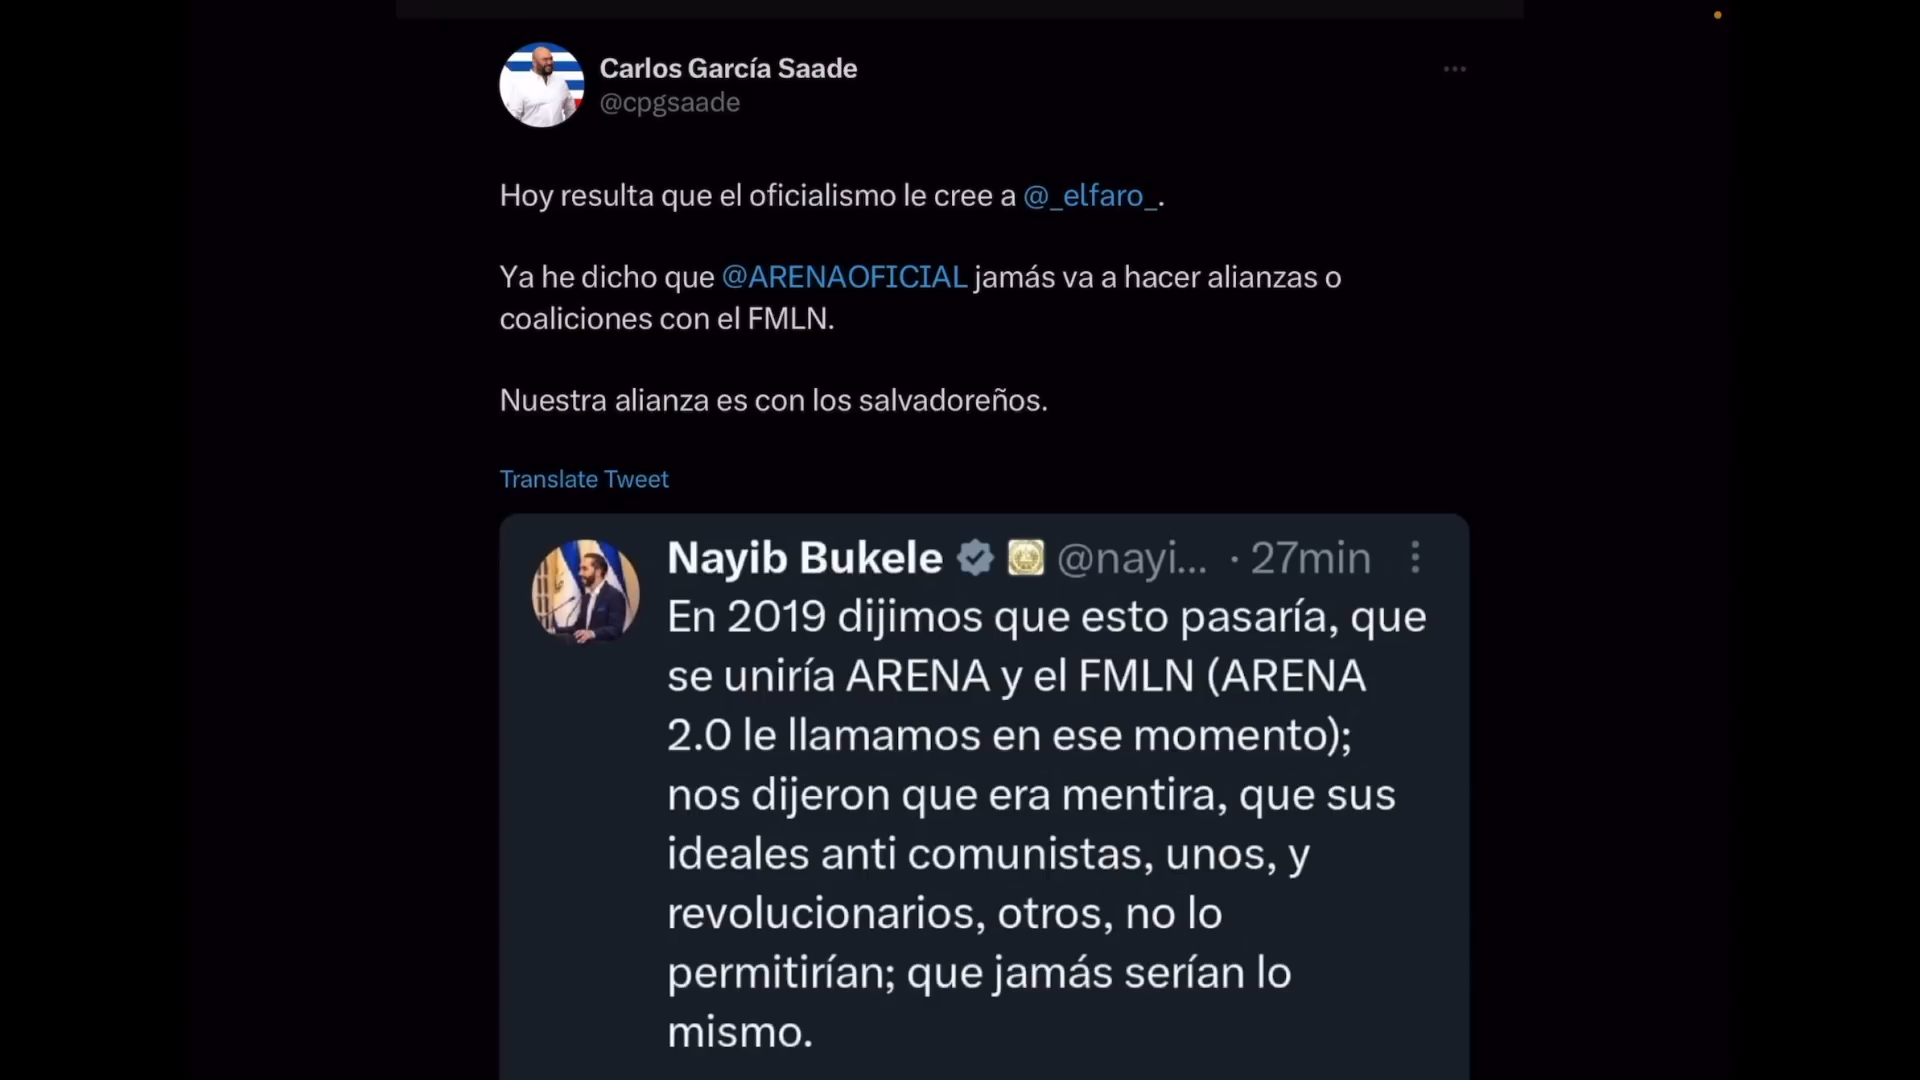 Carlos García Saade
@cpgsaade
Hoy resulta que el oficialismo le cree a @_elfaro_.
Ya he dicho que @ARENAOFICIAL jamás va a hacer alianzas o
coaliciones con el FMLN.
Nuestra alianza es con los salvadoreños.
Translate Tweet
Nayib Bukele @nayi... · 27min
En 2019 dijimos que esto pasaría, que
se uniría ARENA y el FMLN (ARENA
2.0 le llamamos en ese momento);
nos dijeron que era mentira, que sus
ideales anti comunistas, unos, y
revolucionarios, otros, no lo
permitirían; que jamás serían lo
mismo.